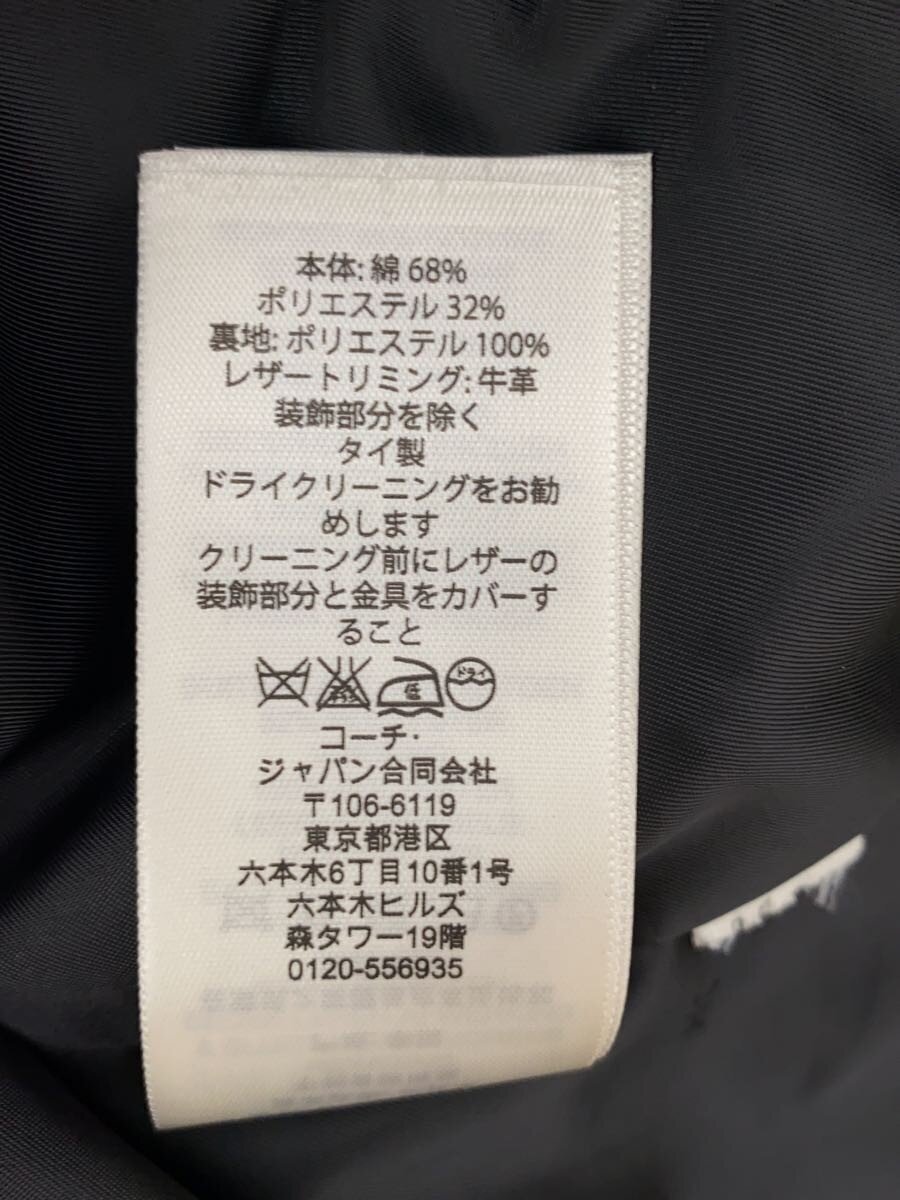 本体: 綿 68%
ポリエステル 32%
裏地: ポリエステル 100%
レザートリミング: 牛革
装飾部分を除く
タイ製
ドライクリーニングをお勧
めします
クリーニング前にレザーの
装飾部分と金具をカバーす
ること
低 ドライ
コーチ·
ジャパン合同会社
〒106-6119
東京都港区
六本木6丁目10番1号
六本木ヒルズ
森タワー19階
0120-556935